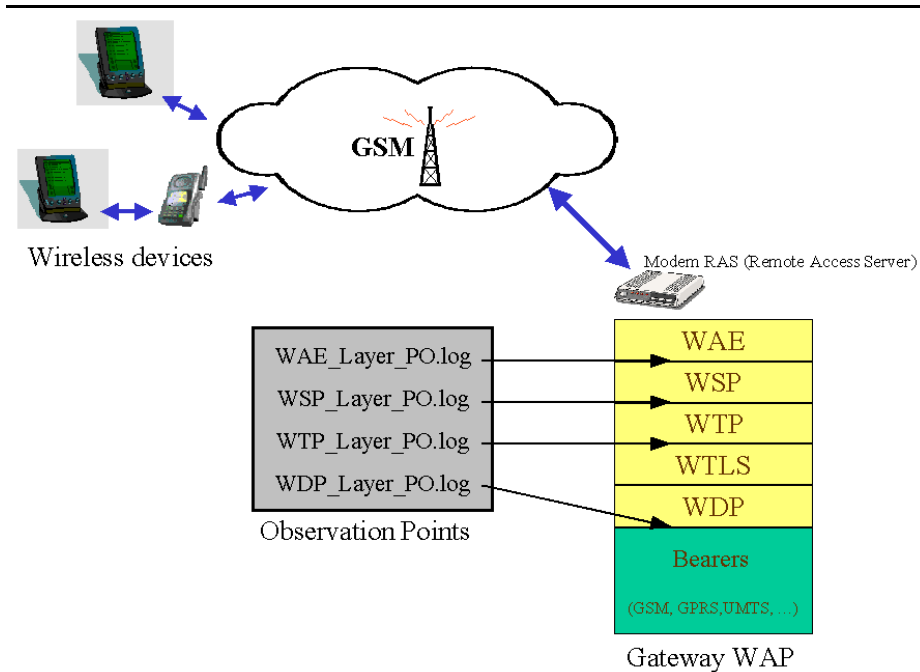 GSM
Wireless devices
Modem RAS (Remote Access Server)
WAE_Layer_PO.log
WSP_Layer_PO.log
WTP_Layer_PO.log
WDP_Layer_PO.log
Observation Points
WAE
WSP
WTP
WTLS
WDP
Bearers
(GSM, GPRS,UMTS, ...)
Gateway WAP